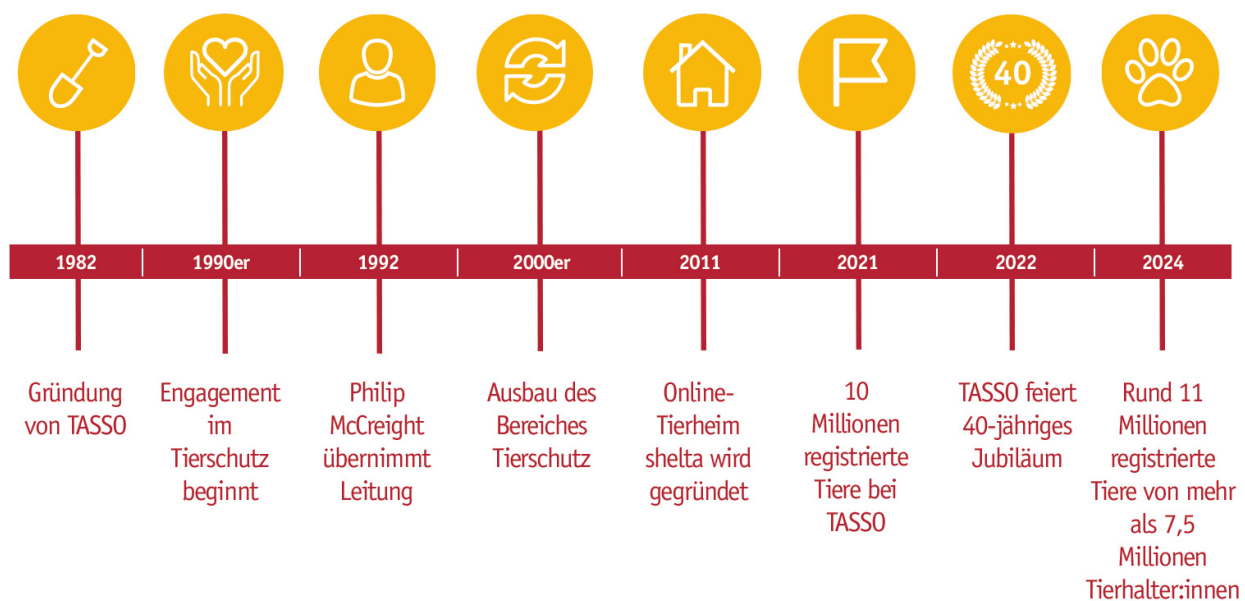 40
1982
1990er
1992
2000er
2011
2021
2022
2024
Gründung
von TASSO
Engagement
im
Tierschutz
beginnt
Philip
McCreight
übernimmt
Leitung
Ausbau des
Bereiches
Tierschutz
Online-
Tierheim
shelta wird
gegründet
10
Millionen
registrierte
Tiere bei
TASSO
TASSO feiert
40-jähriges
Jubiläum
Rund 11
Millionen
registrierte
Tiere von mehr
als 7,5
Millionen
Tierhalter:innen